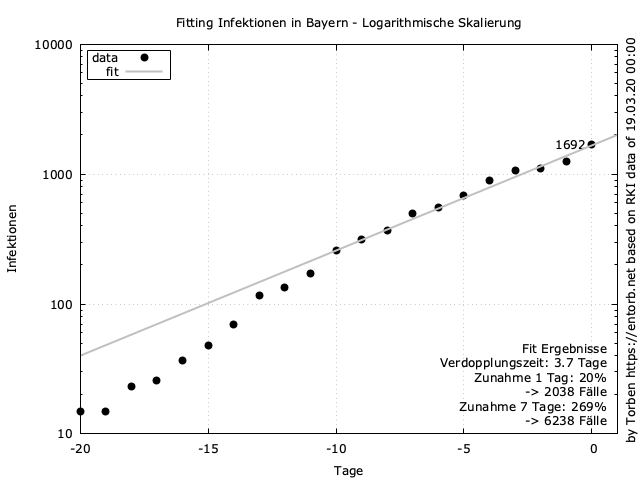 Fitting Infektionen in Bayern - Logarithmische Skalierung
10000
data
fit
1692
1000
Infektionen
100
Fit Ergebnisse
Verdopplungszeit: 3.7 Tage
Zunahme 1 Tag: 20%
-> 2038 Fälle
Zunahme 7 Tage: 269%
-> 6238 Fälle
10
-20 -15 -10 -5 0
Tage
by Torben https://entorb.net based on RKI data of 19.03.20 00:00